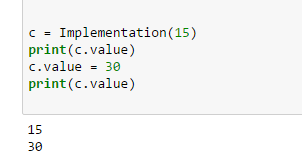 c = Implementation(15)
print(c.value)
c.value = 30
print(c.value)
15
30